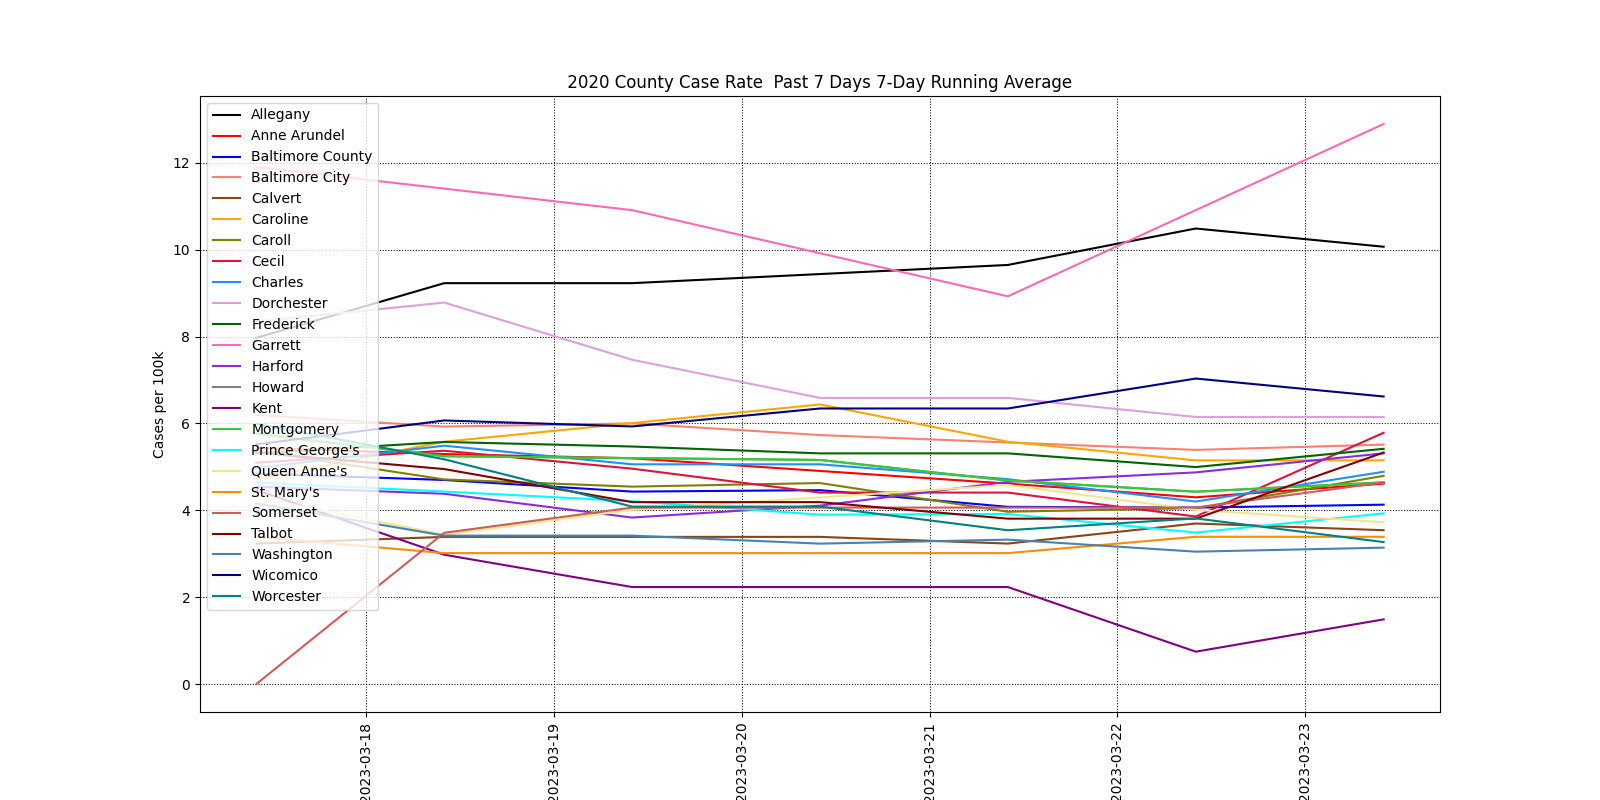 2020 County Case Rate  Past 7 Days 7-Day Running Average
Cases per 100k
12
10
8
6
4
2
0
Allegany
Anne Arundel
Baltimore County
Baltimore City
Calvert
Caroline
Caroll
Cecil
Charles
Dorchester
Frederick
Garrett
Harford
Howard
Kent
Montgomery
Prince George's
Queen Anne's
St. Mary's
Somerset
Talbot
Washington
Wicomico
Worcester
2023-03-18
2023-03-19
2023-03-20
2023-03-21
2023-03-22
2023-03-23